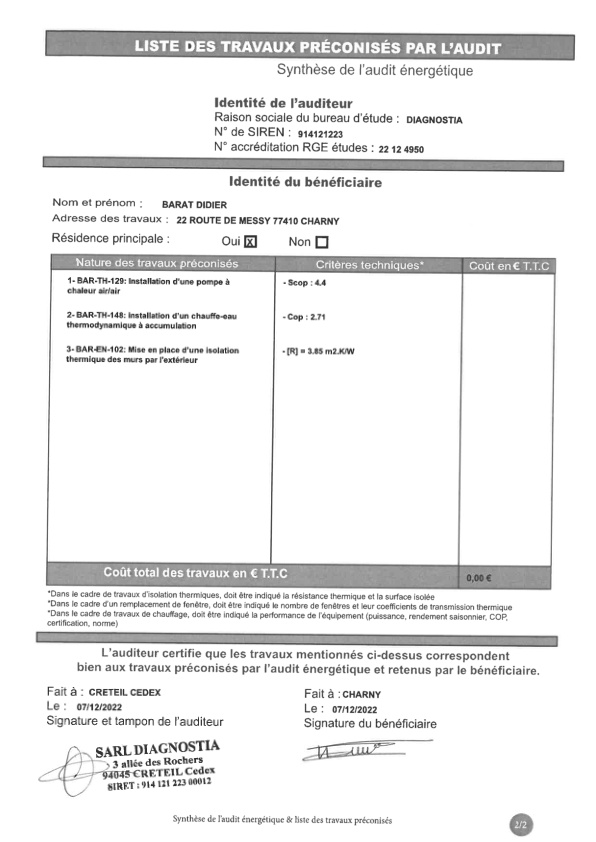 LISTE DES TRAVAUX PRÉCONISÉS PAR L'AUDIT
Synthèse de l'audit énergétique
Identité de l'auditeur
Raison sociale du bureau d'étude : DIAGNOSTIA
N° de SIREN : 914121223
N° accréditation RGE études : 22 12 4950
Identité du bénéficiaire
Nom et prénom : BARAT DIDIER
Adresse des travaux : 22 ROUTE DE MESSY 77410 CHARNY
Résidence principale : Oui X Non
Nature des travaux préconisés Critères techniques* Coût en € T.T.C
1- BAR-TH-129: Installation d'une pompe à - Scop : 4.4
chaleur air/air
2- BAR-TH-148: Installation d'un chauffe-eau - Cop : 2.71
thermodynamique à accumulation
3- BAR-EN-102: Mise en place d'une isolation - [R] = 3.85 m2.K/W
thermique des murs par l'extérieur
Coût total des travaux en € T.T.C 0,00 €
*Dans le cadre de travaux d'isolation thermiques, doit être indiqué la résistance thermique et la surface isolée
*Dans le cadre d'un remplacement de fenêtre, doit être indiqué le nombre de fenêtres et leur coefficients de transmission thermique
*Dans le cadre de travaux de chauffage, doit être indiqué la performance de l'équipement (puissance, rendement saisonnier, COP,
certification, norme)
L'auditeur certifie que les travaux mentionnés ci-dessus correspondent
bien aux travaux préconisés par l'audit énergétique et retenus par le bénéficiaire.
Fait à : CRETEIL CEDEX Fait à : CHARNY
Le : 07/12/2022 Le : 07/12/2022
Signature et tampon de l'auditeur Signature du bénéficiaire
SARL DIAGNOSTIA
3 allée des Rochers
94045 CRETEIL Cedex
SIRET : 914 121 223 00012
Synthèse de l'audit énergétique & liste des travaux préconisés
2/2